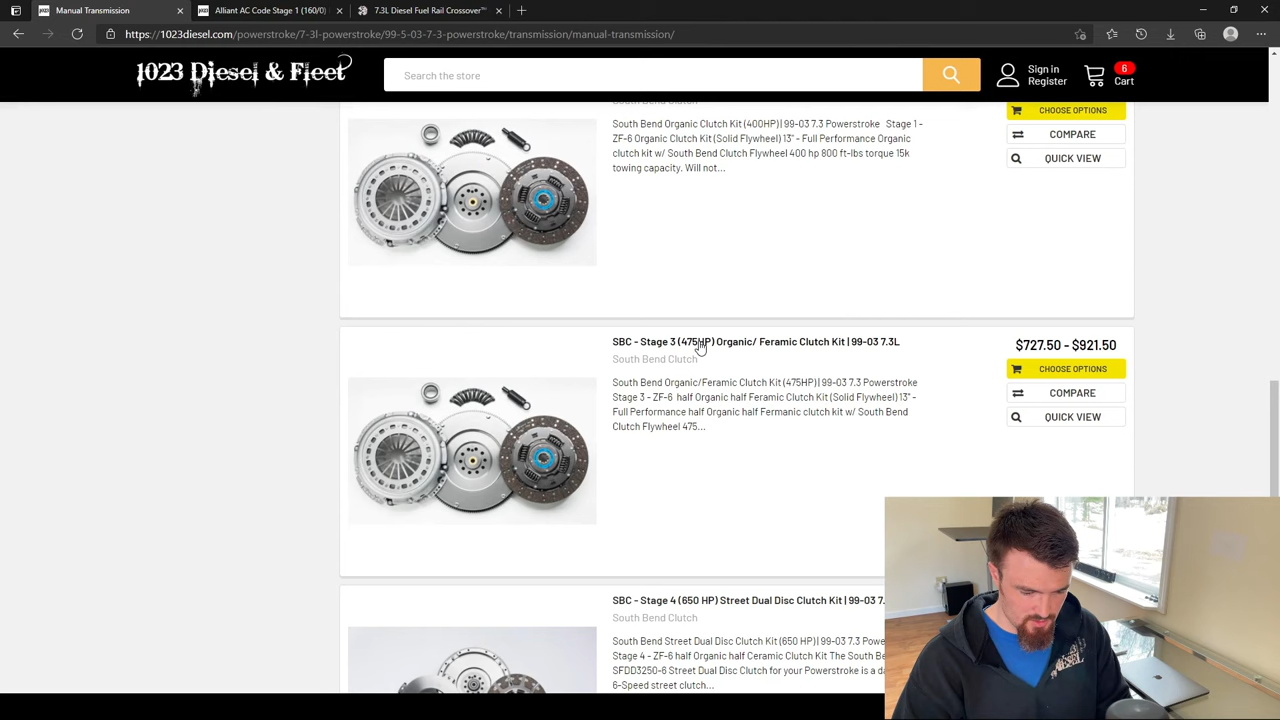 Manual Transmission
Alliant AC Code Stage 1 (160/0)
7.3L Diesel Fuel Rail Crossover™
https://1023diesel.com/powerstroke/7-3l-powerstroke/99-5-03-7-3-powerstroke/transmission/manual-transmission/
1023 Diesel & Fleet
Search the store
Sign in
Register
6
Cart
South Bend Clutch
South Bend Organic Clutch Kit (400HP) | 99-03 7.3 Powerstroke Stage 1 -
ZF-6 Organic Clutch Kit (Solid Flywheel) 13" - Full Performance Organic
clutch kit w/ South Bend Clutch Flywheel 400 hp 800 ft-lbs torque 15k
towing capacity. Will not...
CHOOSE OPTIONS
COMPARE
QUICK VIEW
SBC - Stage 3 (475HP) Organic/ Feramic Clutch Kit | 99-03 7.3L
South Bend Clutch
South Bend Organic/Feramic Clutch Kit (475HP) | 99-03 7.3 Powerstroke
Stage 3 - ZF-6 half Organic half Feramic Clutch Kit (Solid Flywheel) 13" -
Full Performance half Organic half Fermanic clutch kit w/ South Bend
Clutch Flywheel 475...
$727.50 - $921.50
CHOOSE OPTIONS
COMPARE
QUICK VIEW
SBC - Stage 4 (650 HP) Street Dual Disc Clutch Kit | 99-03 7.
South Bend Clutch
South Bend Street Dual Disc Clutch Kit (650 HP) | 99-03 7.3 Powe
Stage 4 - ZF-6 half Organic half Ceramic Clutch Kit The South Be
SFDD3250-6 Street Dual Disc Clutch for your Powerstroke is a da
6-Speed street clutch...